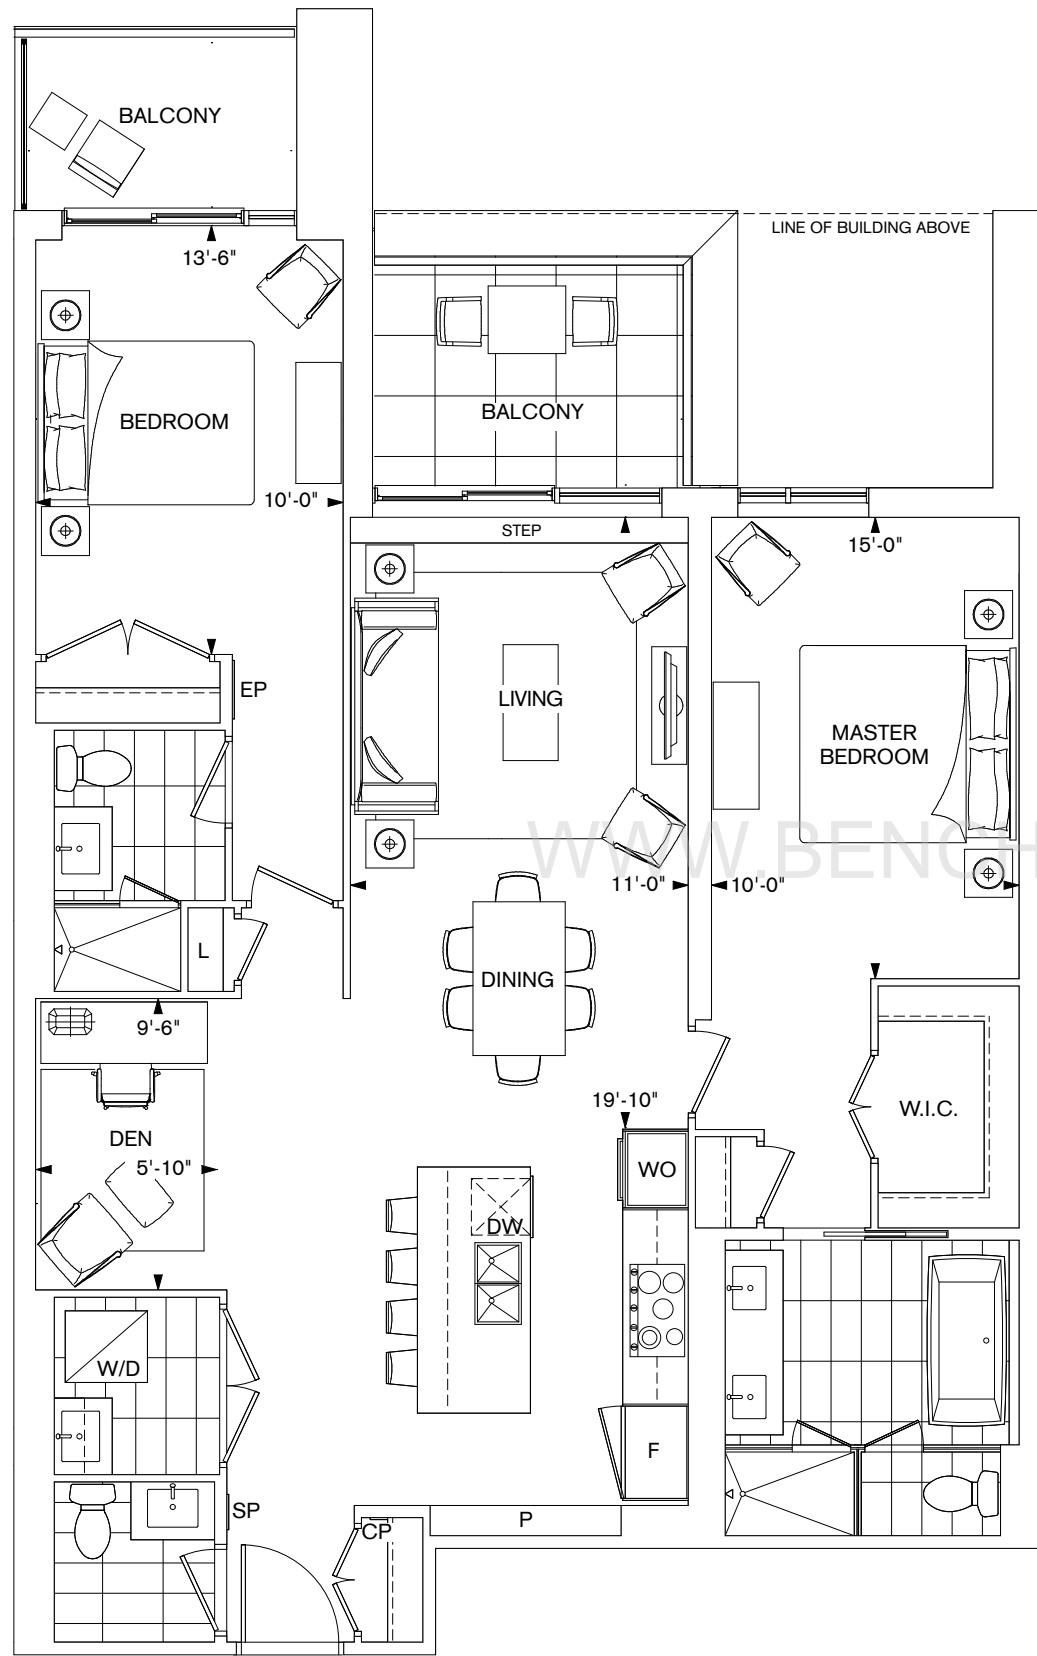 BALCONY
LINE OF BUILDING ABOVE
13'-6"
BALCONY
BEDROOM
10'-0"
STEP
15'-0"
EP
LIVING
MASTER
BEDROOM
WWW.BENCH
11'-0"
10'-0"
L
DINING
9'-6"
19'-10"
W.I.C.
DEN
5'-10"
WO
DW
W/D
F
SP
CP
P